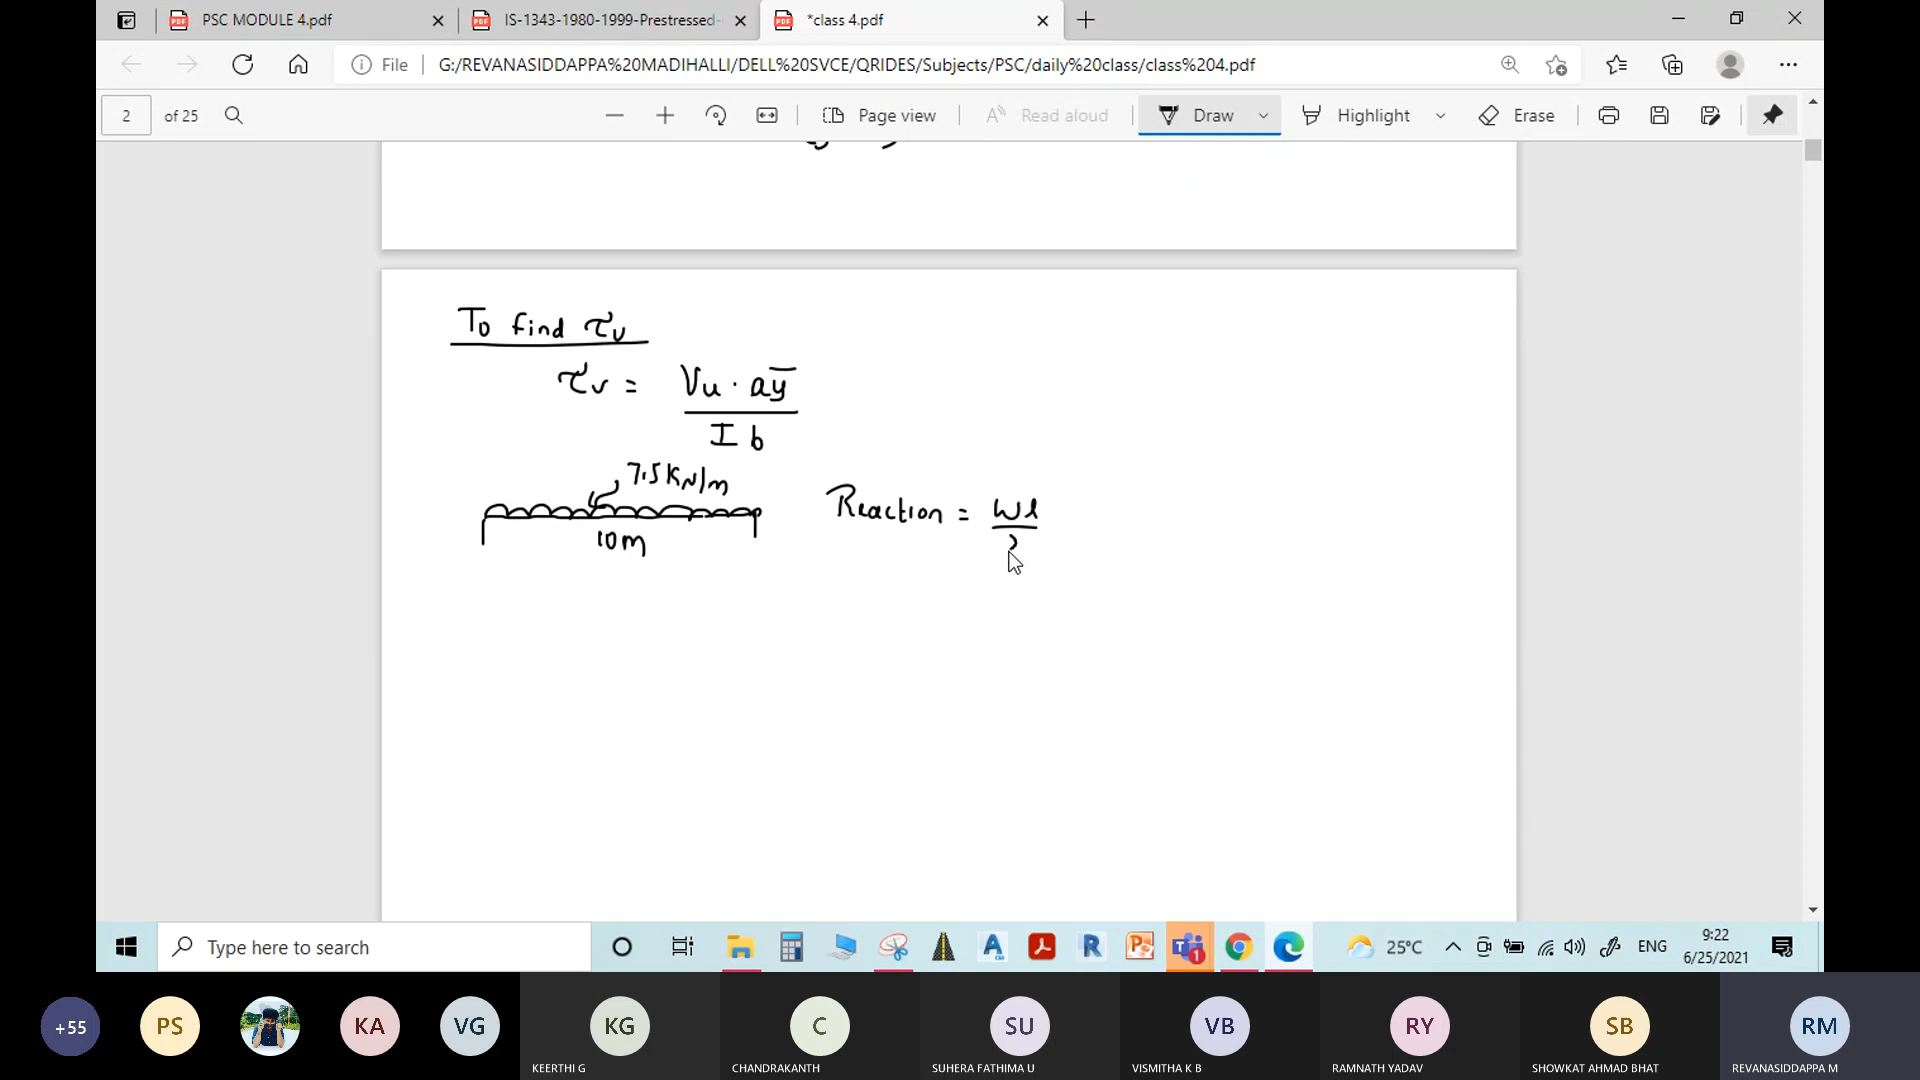 PSC MODULE 4.pdf
IS-1343-1980-1999-Prestressed-
*class 4.pdf
File
G:/REVANASIDDAPPA%20MADIHALLI/DELL%20SVCE/QRIDES/Subjects/PSC/daily%20class/class%204.pdf
2 of 25
Page view
Read aloud
Draw
Highlight
Erase
To find τv
τv = Vu · aȳ
I b
7.5 KN/m
10m
Reaction = wl
2
Type here to search
25°C
ENG
9:22
6/25/2021
+55
PS
KA
VG
KG
C
SU
VB
RY
SB
RM
KEERTHI G
CHANDRAKANTH
SUHERA FATHIMA U
VISMITHA K B
RAMNATH YADAV
SHOWKAT AHMAD BHAT
REVANASIDDAPPA M